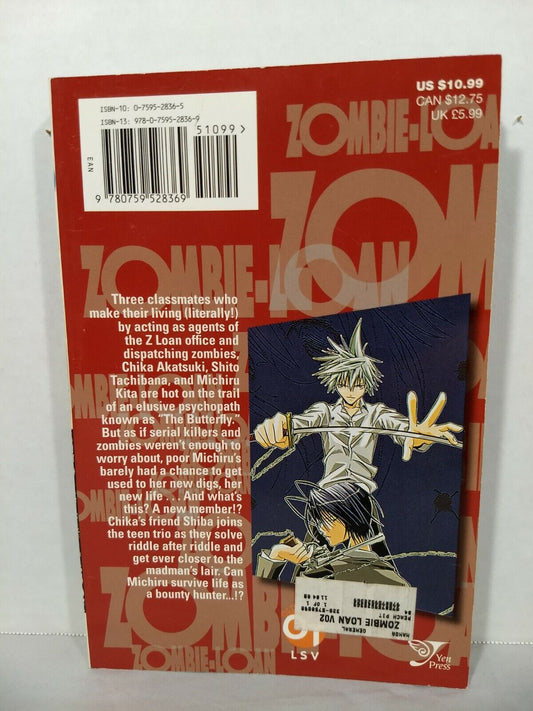 ISBN-10: 0-7595-2836-5
ISBN-13: 978-0-7595-2836-9
51099>
EAN
9 780759 528369
US $10.99
CAN $12.75
UK £5.99
ZOMBIE-LOAN
ZOMBIE-LOAN
Three classmates who
make their living (literally!)
by acting as agents of
the Z Loan office and
dispatching zombies,
Chika Akatsuki, Shito
Tachibana, and Michiru
Kita are hot on the trail
of an elusive psychopath
known as "The Butterfly."
But as if serial killers and
zombies weren't enough to
worry about, poor Michiru's
barely had a chance to get
used to her new digs, her
new life . . . And what's
this? A new member!?
Chika's friend Shiba joins
the teen trio as they solve
riddle after riddle and
get ever closer to the
madman's lair. Can
Michiru survive life as
a bounty hunter...!?
ZOMBIE-LOAN
LSV
MANGA GENERAL
PEACH PIT
ZOMBIE LOAN V02
1 OF 1
Yen
Press